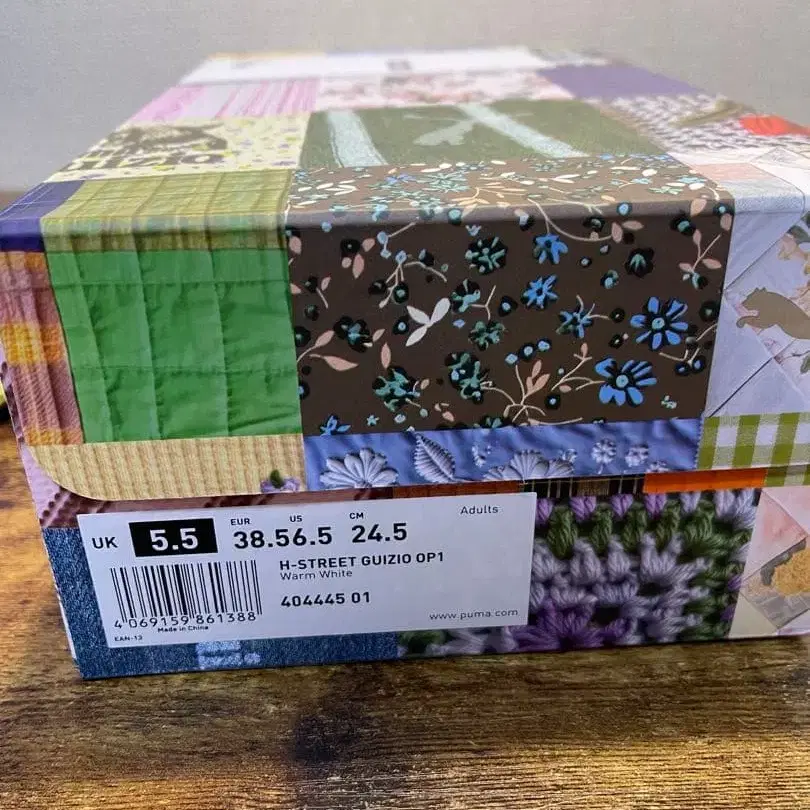 Adults
EUR US CM
UK 5.5 38.5 6.5 24.5
H-STREET GUIZIO OP1
Warm White
404445 01
4 069159 861388
Made in China
EAN-13
www.puma.com